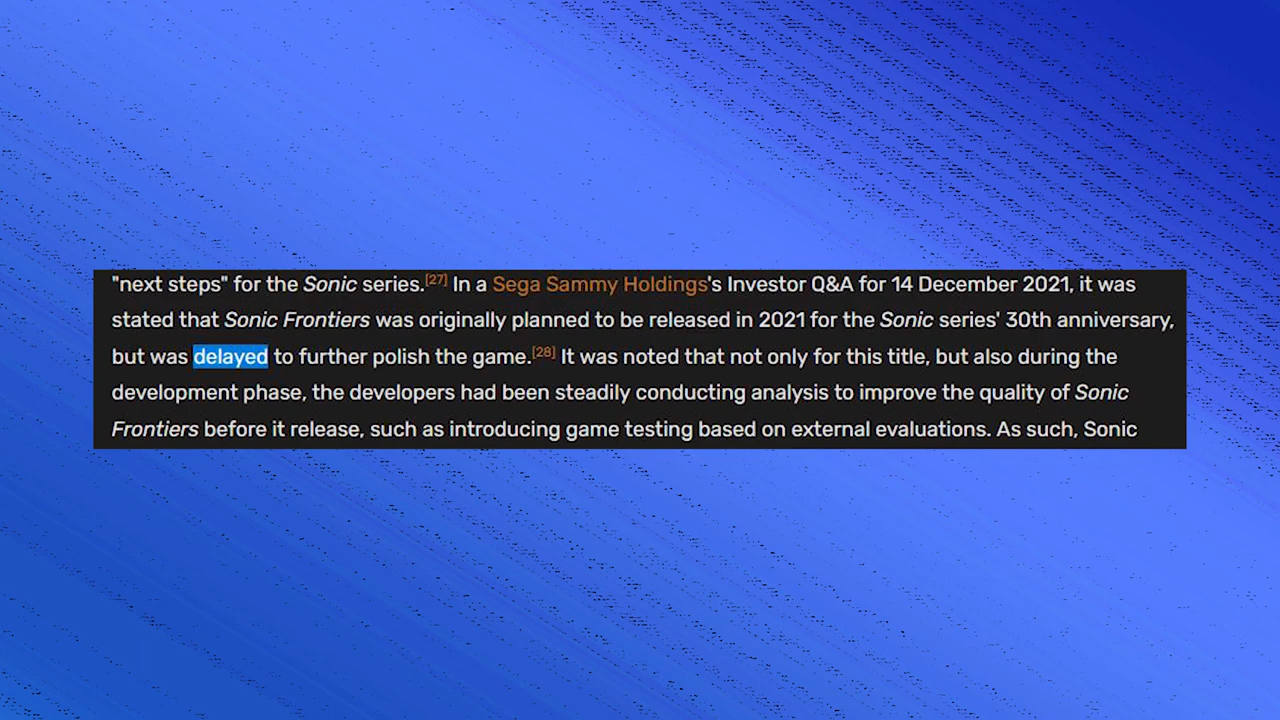 "next steps" for the Sonic series.[27] In a Sega Sammy Holdings's Investor Q&A for 14 December 2021, it was
stated that Sonic Frontiers was originally planned to be released in 2021 for the Sonic series' 30th anniversary,
but was delayed to further polish the game.[28] It was noted that not only for this title, but also during the
development phase, the developers had been steadily conducting analysis to improve the quality of Sonic
Frontiers before it release, such as introducing game testing based on external evaluations. As such, Sonic